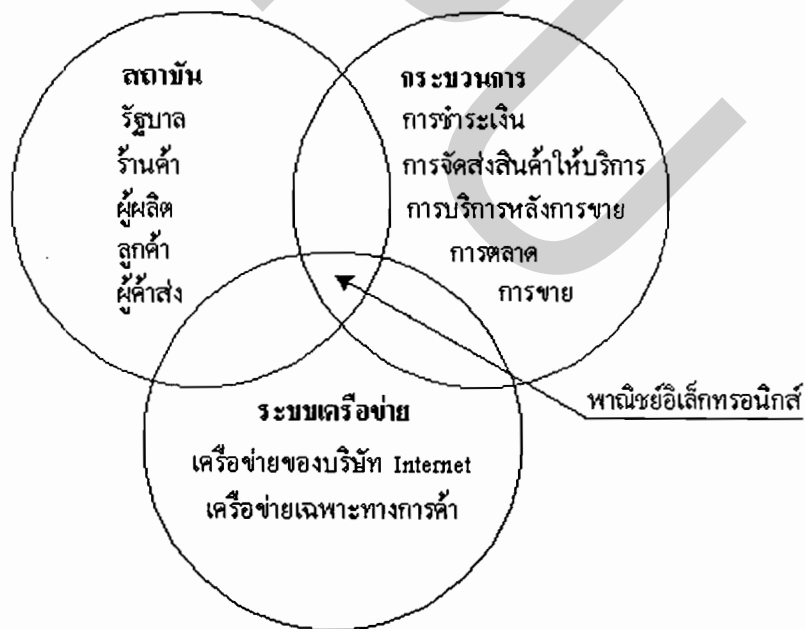 สถาบัน
รัฐบาล
ร้านค้า
ผู้ผลิต
ลูกค้า
ผู้ค้าส่ง
กระบวนการ
การชำระเงิน
การจัดส่งสินค้าให้บริการ
การบริการหลังการขาย
การตลาด
การขาย
ระบบเครือข่าย
เครือข่ายของบริษัท Internet
เครือข่ายเฉพาะทางการค้า
พาณิชย์อิเล็กทรอนิกส์